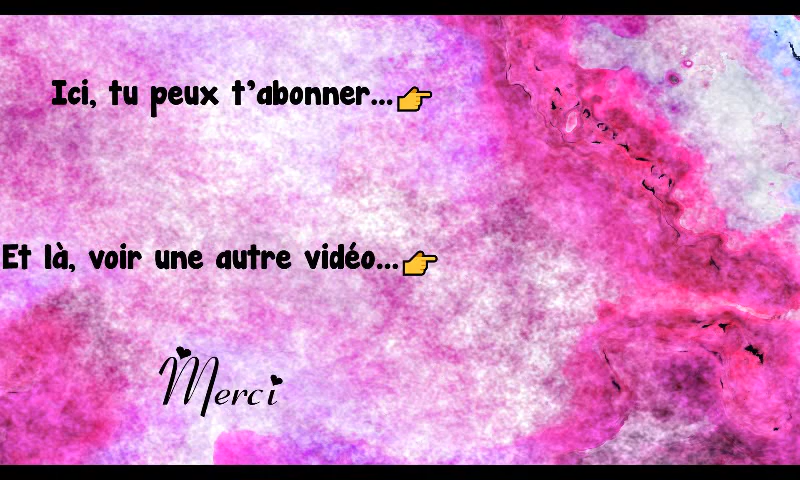 Ici, tu peux t'abonner...👉
Et là, voir une autre vidéo...👉
Merci